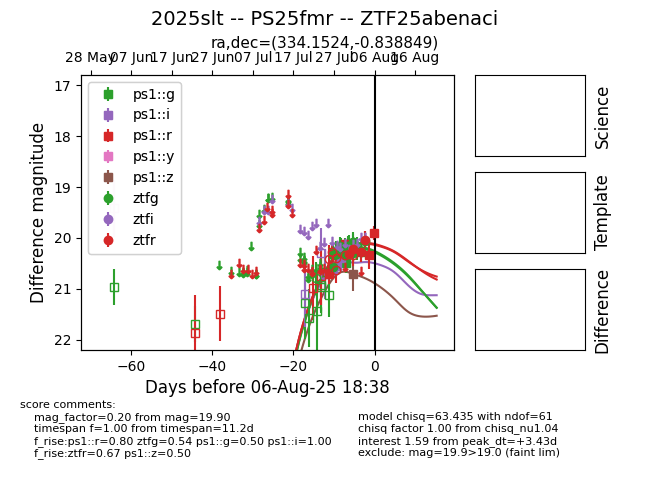 2025slt -- PS25fmr -- ZTF25abenaci
ra,dec=(334.1524,-0.838849)
28 May 07 Jun 17 Jun 27 Jun 07 Jul 17 Jul 27 Jul 06 Aug 16 Aug
17
18
19
20
21
22
Difference magnitude
ps1::g
ps1::i
ps1::r
ps1::y
ps1::z
ztfg
ztfi
ztfr
Science
Template
Difference
−60 −40 −20 0
Days before 06-Aug-25 18:38
score comments:
mag_factor=0.20 from mag=19.90
timespan f=1.00 from timespan=11.2d
f_rise:ps1::r=0.80 ztfg=0.54 ps1::g=0.50 ps1::i=1.00
f_rise:ztfr=0.67 ps1::z=0.50
model chisq=63.435 with ndof=61
chisq factor 1.00 from chisq_nu1.04
interest 1.59 from peak_dt=+3.43d
exclude: mag=19.9>19.0 (faint lim)